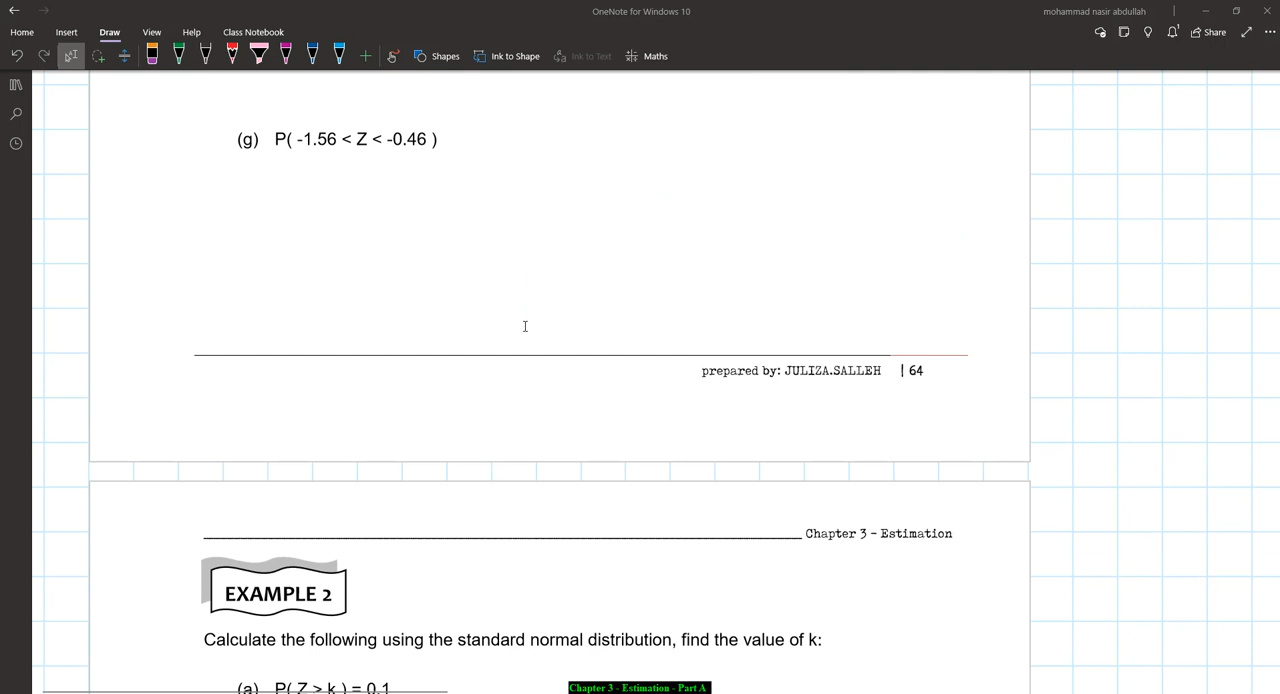 OneNote for Windows 10
mohammad nasir abdullah
Home Insert Draw View Help Class Notebook
Share
Shapes Ink to Shape Ink to Text Maths
(g) P( -1.56 < Z < -0.46 )
prepared by: JULIZA.SALLEH | 64
Chapter 3 - Estimation
EXAMPLE 2
Calculate the following using the standard normal distribution, find the value of k:
(a) P( Z > k ) = 0.1
Chapter 3 - Estimation - Part A